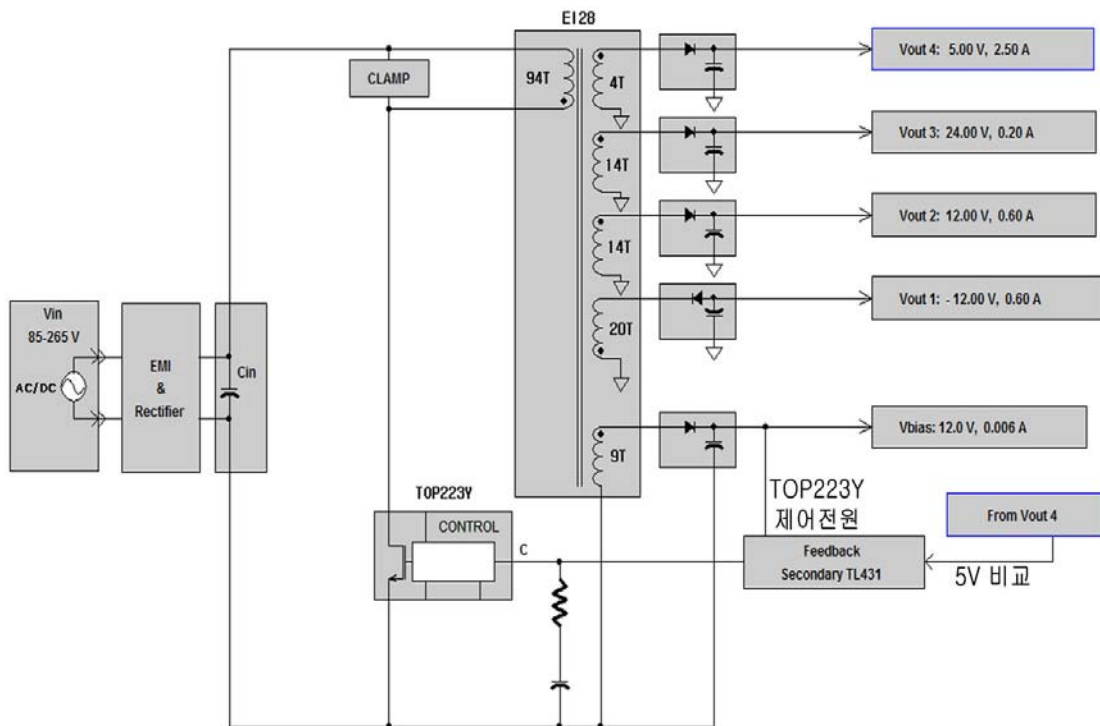 EI28
CLAMP
94T
4T
Vout 4: 5.00 V, 2.50 A
14T
Vout 3: 24.00 V, 0.20 A
14T
Vout 2: 12.00 V, 0.60 A
20T
Vout 1: - 12.00 V, 0.60 A
Vin
85-265 V
AC/DC
EMI
&
Rectifier
Cin
9T
Vbias: 12.0 V, 0.006 A
TOP223Y
CONTROL
C
TOP223Y
제어전원
From Vout 4
Feedback
Secondary TL431
5V 비교